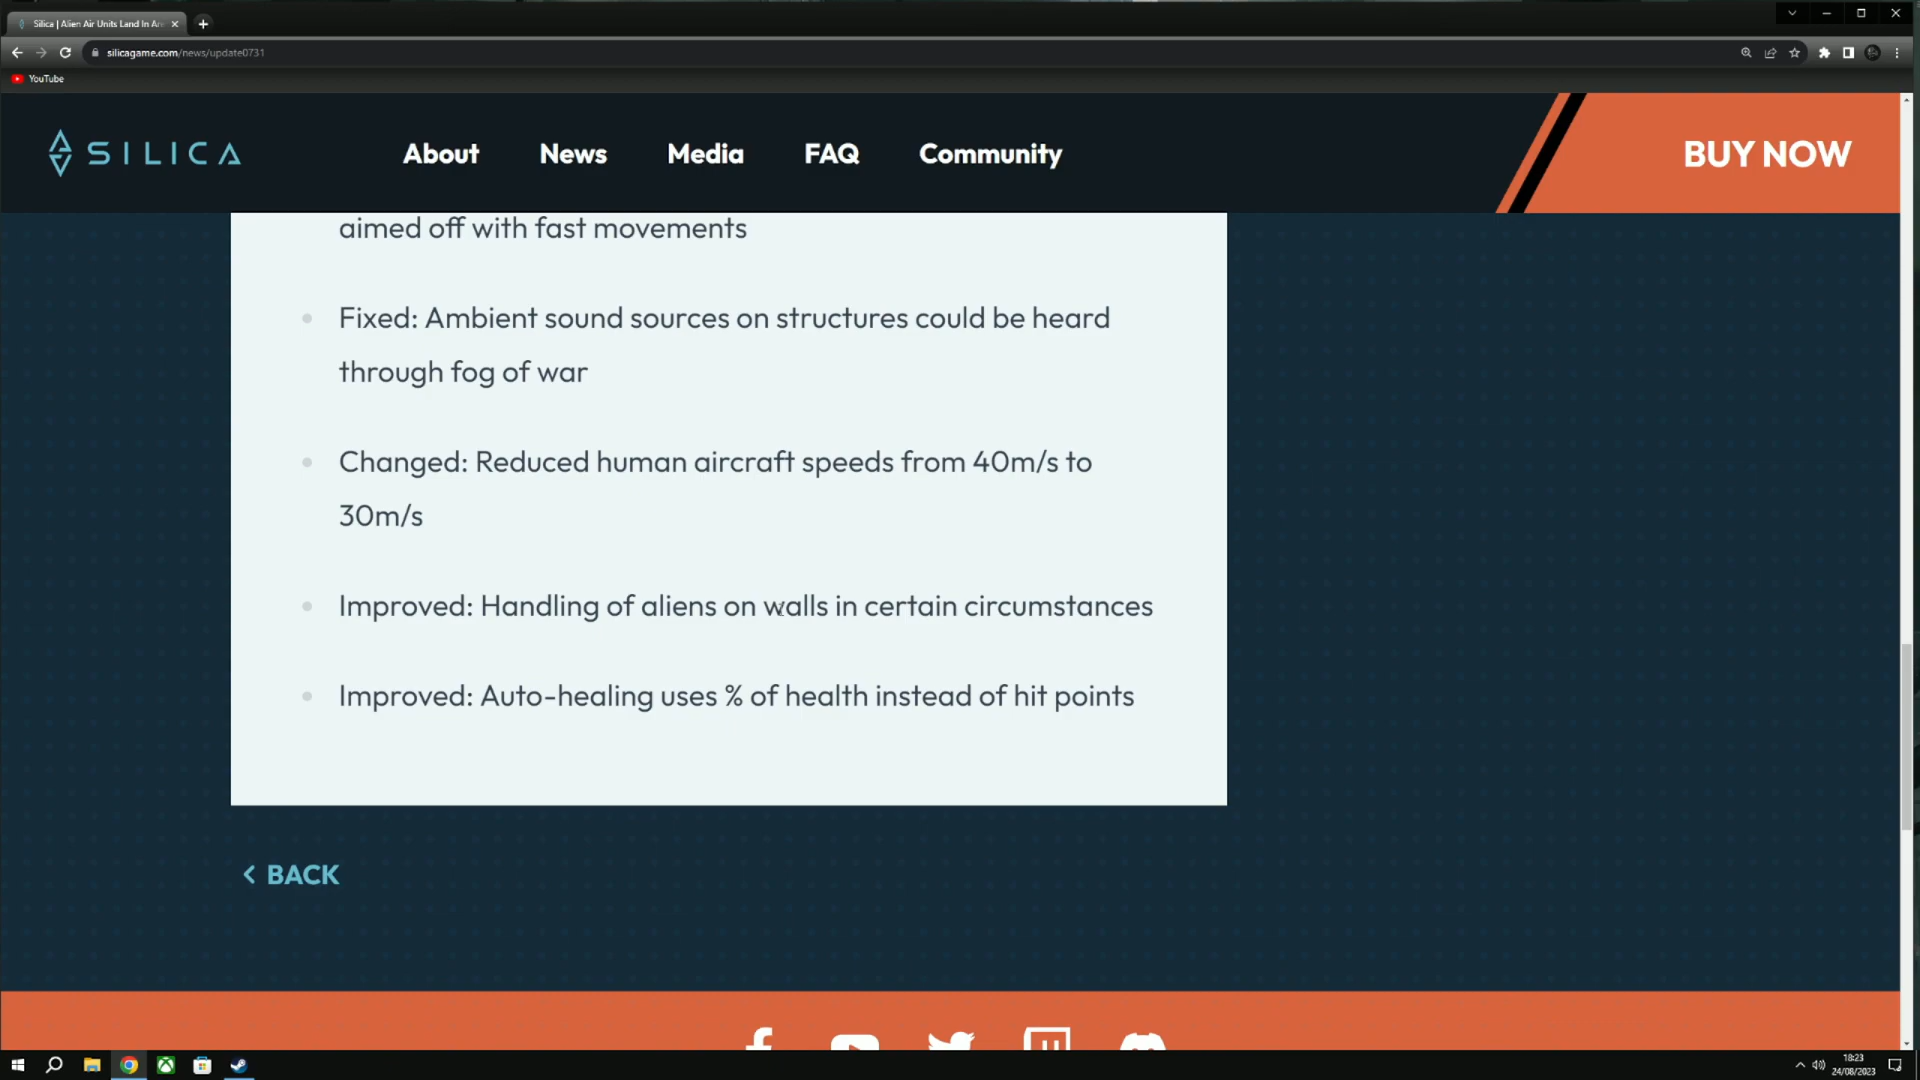 Silica | Alien Air Units Land In Ar
silicagame.com/news/update0731
YouTube
SILICA
About
News
Media
FAQ
Community
BUY NOW
aimed off with fast movements
Fixed: Ambient sound sources on structures could be heard
through fog of war
Changed: Reduced human aircraft speeds from 40m/s to
30m/s
Improved: Handling of aliens on walls in certain circumstances
Improved: Auto-healing uses % of health instead of hit points
BACK
18:23
24/08/2023